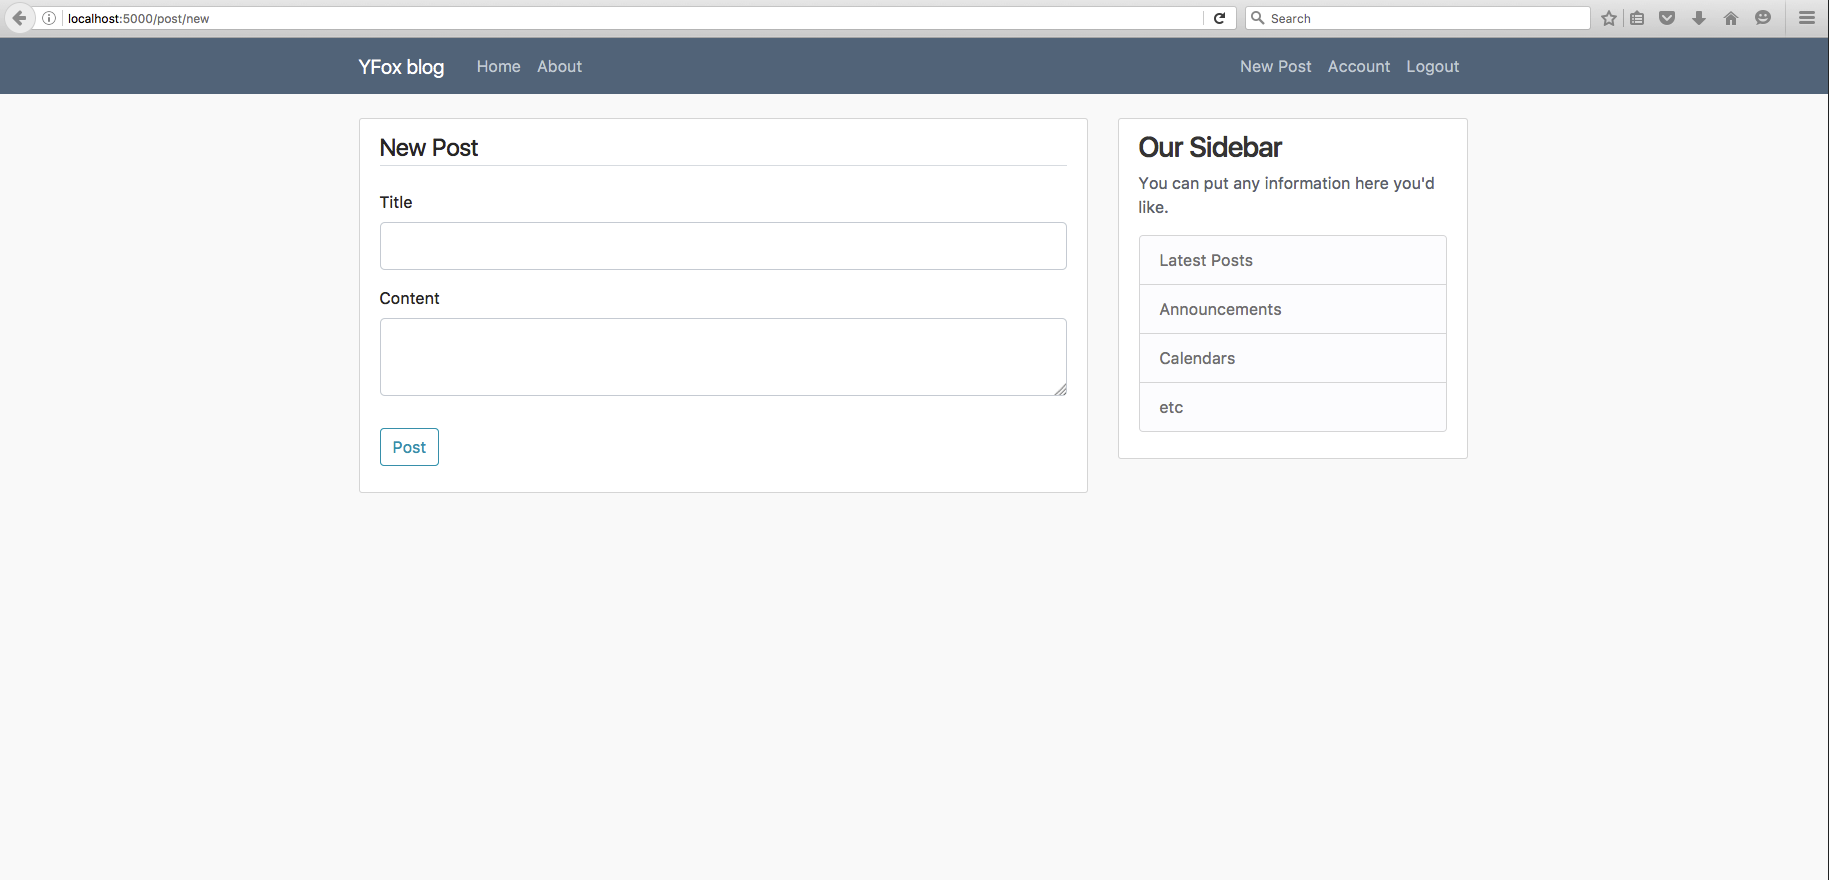 localhost:5000/post/new
Search
YFox blog Home About New Post Account Logout
New Post
Title
Content
Post
Our Sidebar
You can put any information here you'd
like.
Latest Posts
Announcements
Calendars
etc